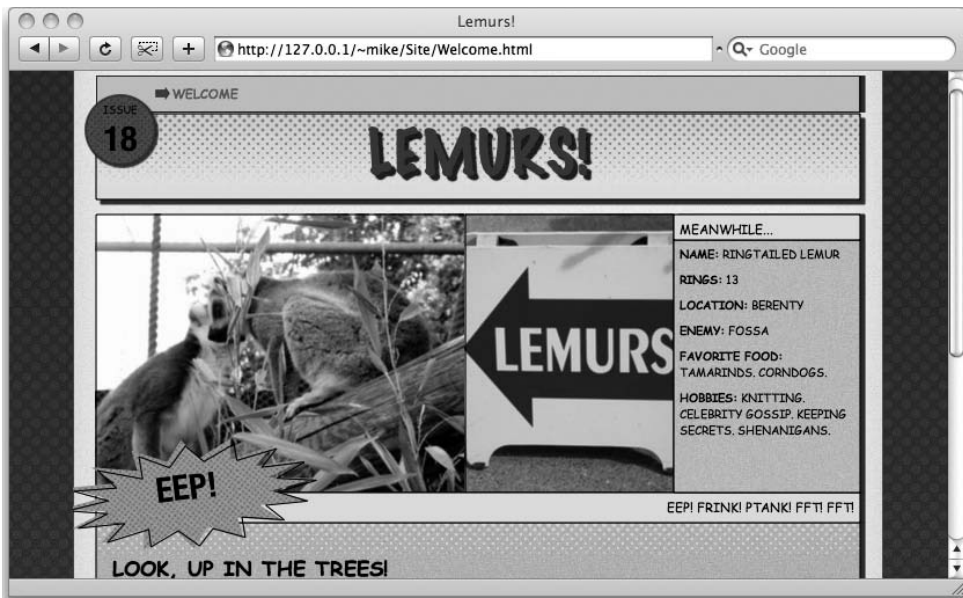 Lemurs!
http://127.0.0.1/~mike/Site/Welcome.html
Google
WELCOME
ISSUE
18
LEMURS!
LEMURS
MEANWHILE...
NAME: RINGTAILED LEMUR
RINGS: 13
LOCATION: BERENTY
ENEMY: FOSSA
FAVORITE FOOD:
TAMARINDS. CORNDOGS.
HOBBIES: KNITTING.
CELEBRITY GOSSIP. KEEPING
SECRETS. SHENANIGANS.
EEP!
EEP! FRINK! PTANK! FFT! FFT!
LOOK, UP IN THE TREES!